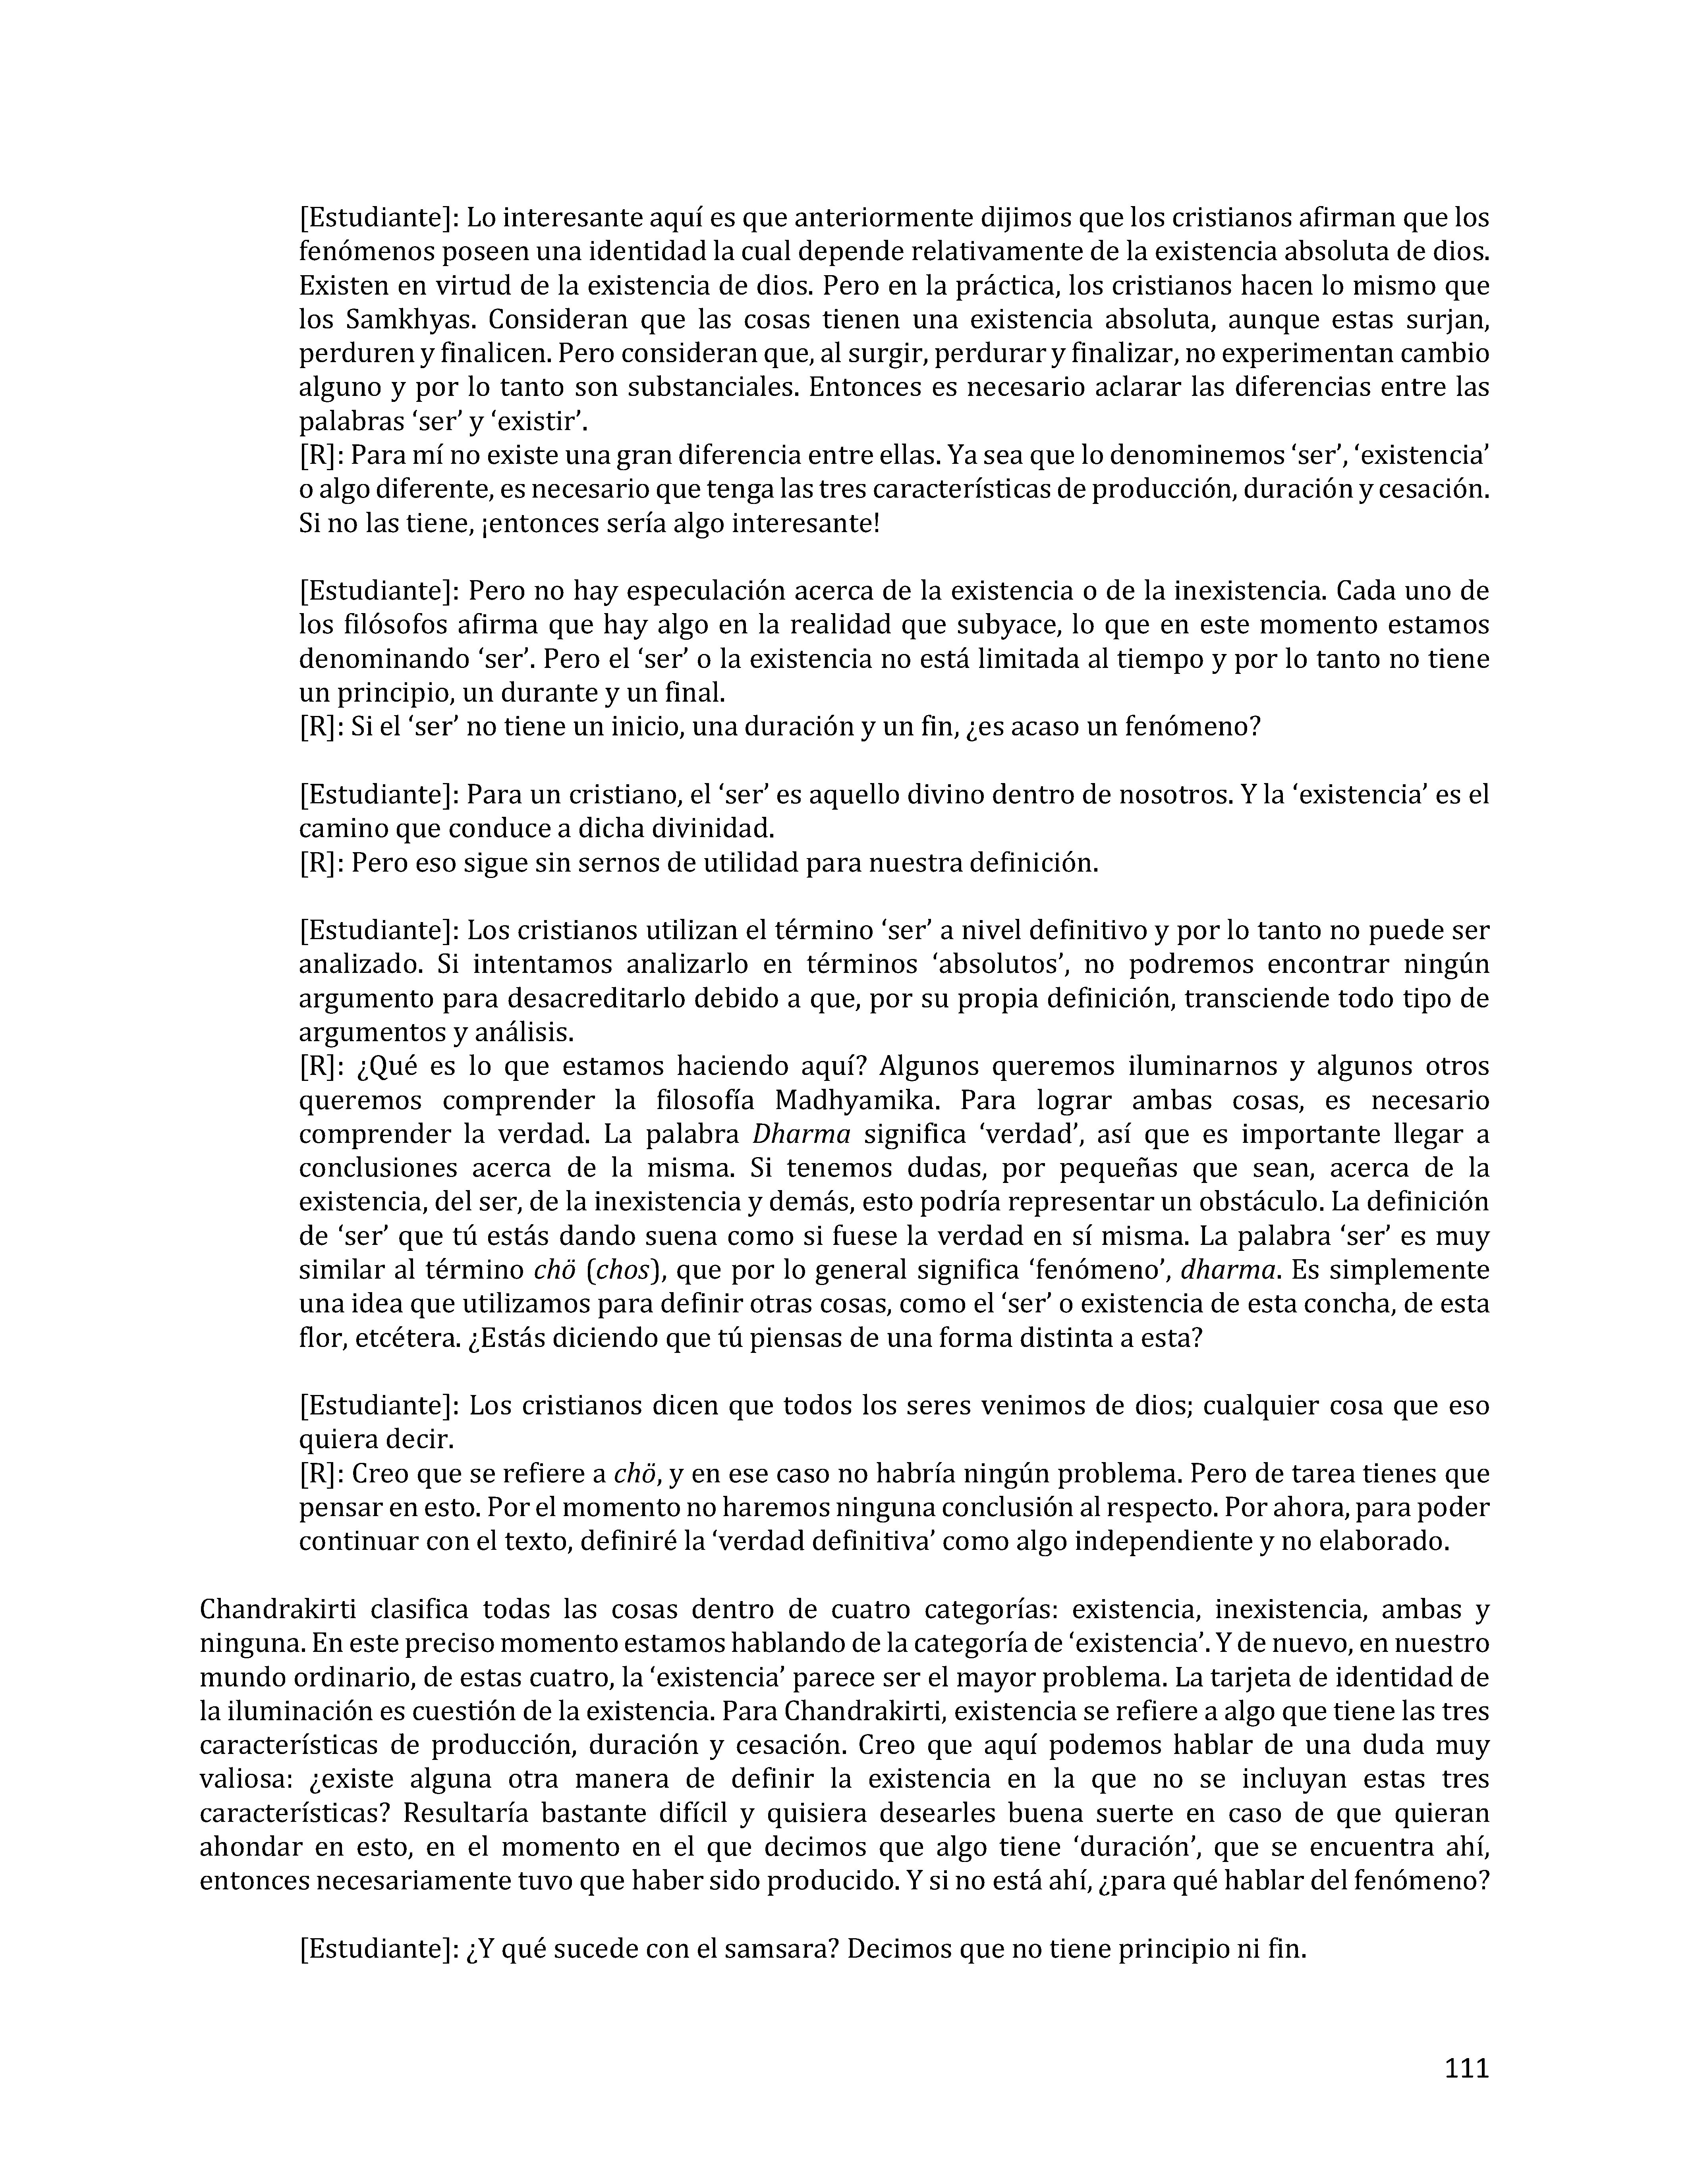 [Estudiante]: Lo interesante aquí es que anteriormente dijimos que los cristianos afirman que los
fenómenos poseen una identidad la cual depende relativamente de la existencia absoluta de dios.
Existen en virtud de la existencia de dios. Pero en la práctica, los cristianos hacen lo mismo que
los Samkhyas. Consideran que las cosas tienen una existencia absoluta, aunque estas surjan,
perduren y finalicen. Pero consideran que, al surgir, perdurar y finalizar, no experimentan cambio
alguno y por lo tanto son substanciales. Entonces es necesario aclarar las diferencias entre las
palabras ‘ser’ y ‘existir’.
[R]: Para mí no existe una gran diferencia entre ellas. Ya sea que lo denominemos ‘ser’, ‘existencia’
o algo diferente, es necesario que tenga las tres características de producción, duración y cesación.
Si no las tiene, ¡entonces sería algo interesante!
[Estudiante]: Pero no hay especulación acerca de la existencia o de la inexistencia. Cada uno de
los filósofos afirma que hay algo en la realidad que subyace, lo que en este momento estamos
denominando ‘ser’. Pero el ‘ser’ o la existencia no está limitada al tiempo y por lo tanto no tiene
un principio, un durante y un final.
[R]: Si el ‘ser’ no tiene un inicio, una duración y un fin, ¿es acaso un fenómeno?
[Estudiante]: Para un cristiano, el ‘ser’ es aquello divino dentro de nosotros. Y la ‘existencia’ es el
camino que conduce a dicha divinidad.
[R]: Pero eso sigue sin sernos de utilidad para nuestra definición.
[Estudiante]: Los cristianos utilizan el término ‘ser’ a nivel definitivo y por lo tanto no puede ser
analizado. Si intentamos analizarlo en términos ‘absolutos’, no podremos encontrar ningún
argumento para desacreditarlo debido a que, por su propia definición, transciende todo tipo de
argumentos y análisis.
[R]: ¿Qué es lo que estamos haciendo aquí? Algunos queremos iluminarnos y algunos otros
queremos comprender la filosofía Madhyamika. Para lograr ambas cosas, es necesario
comprender la verdad. La palabra Dharma significa ‘verdad’, así que es importante llegar a
conclusiones acerca de la misma. Si tenemos dudas, por pequeñas que sean, acerca de la
existencia, del ser, de la inexistencia y demás, esto podría representar un obstáculo. La definición
de ‘ser’ que tú estás dando suena como si fuese la verdad en sí misma. La palabra ‘ser’ es muy
similar al término chö (chos), que por lo general significa ‘fenómeno’, dharma. Es simplemente
una idea que utilizamos para definir otras cosas, como el ‘ser’ o existencia de esta concha, de esta
flor, etcétera. ¿Estás diciendo que tú piensas de una forma distinta a esta?
[Estudiante]: Los cristianos dicen que todos los seres venimos de dios; cualquier cosa que eso
quiera decir.
[R]: Creo que se refiere a chö, y en ese caso no habría ningún problema. Pero de tarea tienes que
pensar en esto. Por el momento no haremos ninguna conclusión al respecto. Por ahora, para poder
continuar con el texto, definiré la ‘verdad definitiva’ como algo independiente y no elaborado.
Chandrakirti clasifica todas las cosas dentro de cuatro categorías: existencia, inexistencia, ambas y
ninguna. En este preciso momento estamos hablando de la categoría de ‘existencia’. Y de nuevo, en nuestro
mundo ordinario, de estas cuatro, la ‘existencia’ parece ser el mayor problema. La tarjeta de identidad de
la iluminación es cuestión de la existencia. Para Chandrakirti, existencia se refiere a algo que tiene las tres
características de producción, duración y cesación. Creo que aquí podemos hablar de una duda muy
valiosa: ¿existe alguna otra manera de definir la existencia en la que no se incluyan estas tres
características? Resultaría bastante difícil y quisiera desearles buena suerte en caso de que quieran
ahondar en esto, en el momento en el que decimos que algo tiene ‘duración’, que se encuentra ahí,
entonces necesariamente tuvo que haber sido producido. Y si no está ahí, ¿para qué hablar del fenómeno?
[Estudiante]: ¿Y qué sucede con el samsara? Decimos que no tiene principio ni fin.
111